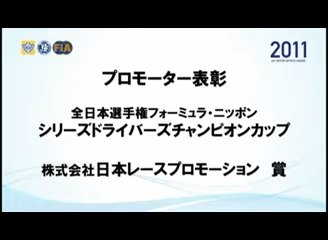 FIA
2011
プロモーター表彰
全日本選手権フォーミュラ・ニッポン
シリーズドライバーズチャンピオンカップ
株式会社日本レースプロモーション 賞